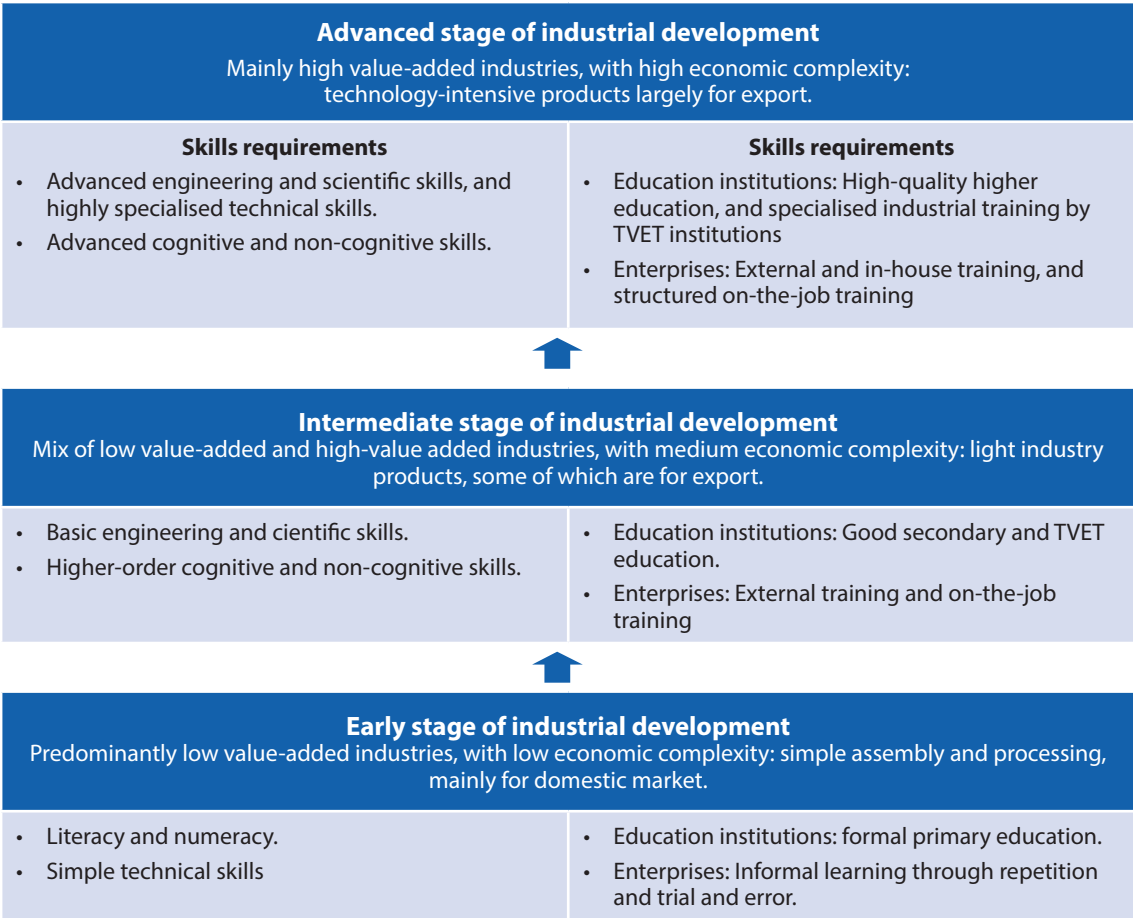 Advanced stage of industrial development
Mainly high value-added industries, with high economic complexity:
technology-intensive products largely for export.
Skills requirements
• Advanced engineering and scientific skills, and
highly specialised technical skills.
• Advanced cognitive and non-cognitive skills.
Skills requirements
• Education institutions: High-quality higher
education, and specialised industrial training by
TVET institutions
• Enterprises: External and in-house training, and
structured on-the-job training
Intermediate stage of industrial development
Mix of low value-added and high-value added industries, with medium economic complexity: light industry
products, some of which are for export.
• Basic engineering and cientific skills.
• Higher-order cognitive and non-cognitive skills.
• Education institutions: Good secondary and TVET
education.
• Enterprises: External training and on-the-job
training
Early stage of industrial development
Predominantly low value-added industries, with low economic complexity: simple assembly and processing,
mainly for domestic market.
• Literacy and numeracy.
• Simple technical skills
• Education institutions: formal primary education.
• Enterprises: Informal learning through repetition
and trial and error.